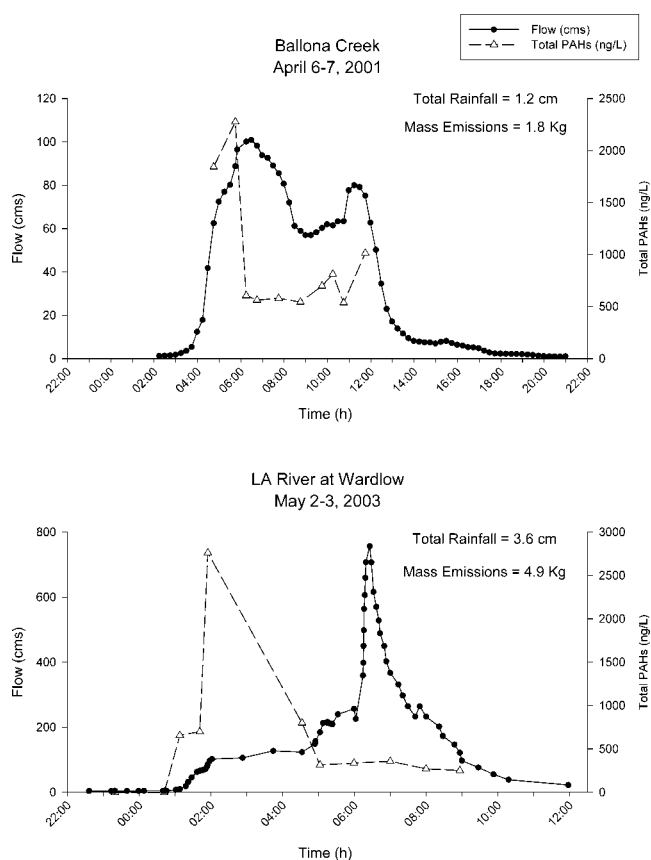 Flow (cms)
Total PAHs (ng/L)
Ballona Creek
April 6-7, 2001
Total Rainfall = 1.2 cm
Mass Emissions = 1.8 Kg
120
100
80
60
40
20
0
Flow (cms)
2500
2000
1500
1000
500
0
Total PAHs (ng/L)
22:00 00:00 02:00 04:00 06:00 08:00 10:00 12:00 14:00 16:00 18:00 20:00 22:00
Time (h)
LA River at Wardlow
May 2-3, 2003
Total Rainfall = 3.6 cm
Mass Emissions = 4.9 Kg
800
600
400
200
0
Flow (cms)
3000
2500
2000
1500
1000
500
0
Total PAHs (ng/L)
22:00 00:00 02:00 04:00 06:00 08:00 10:00 12:00
Time (h)